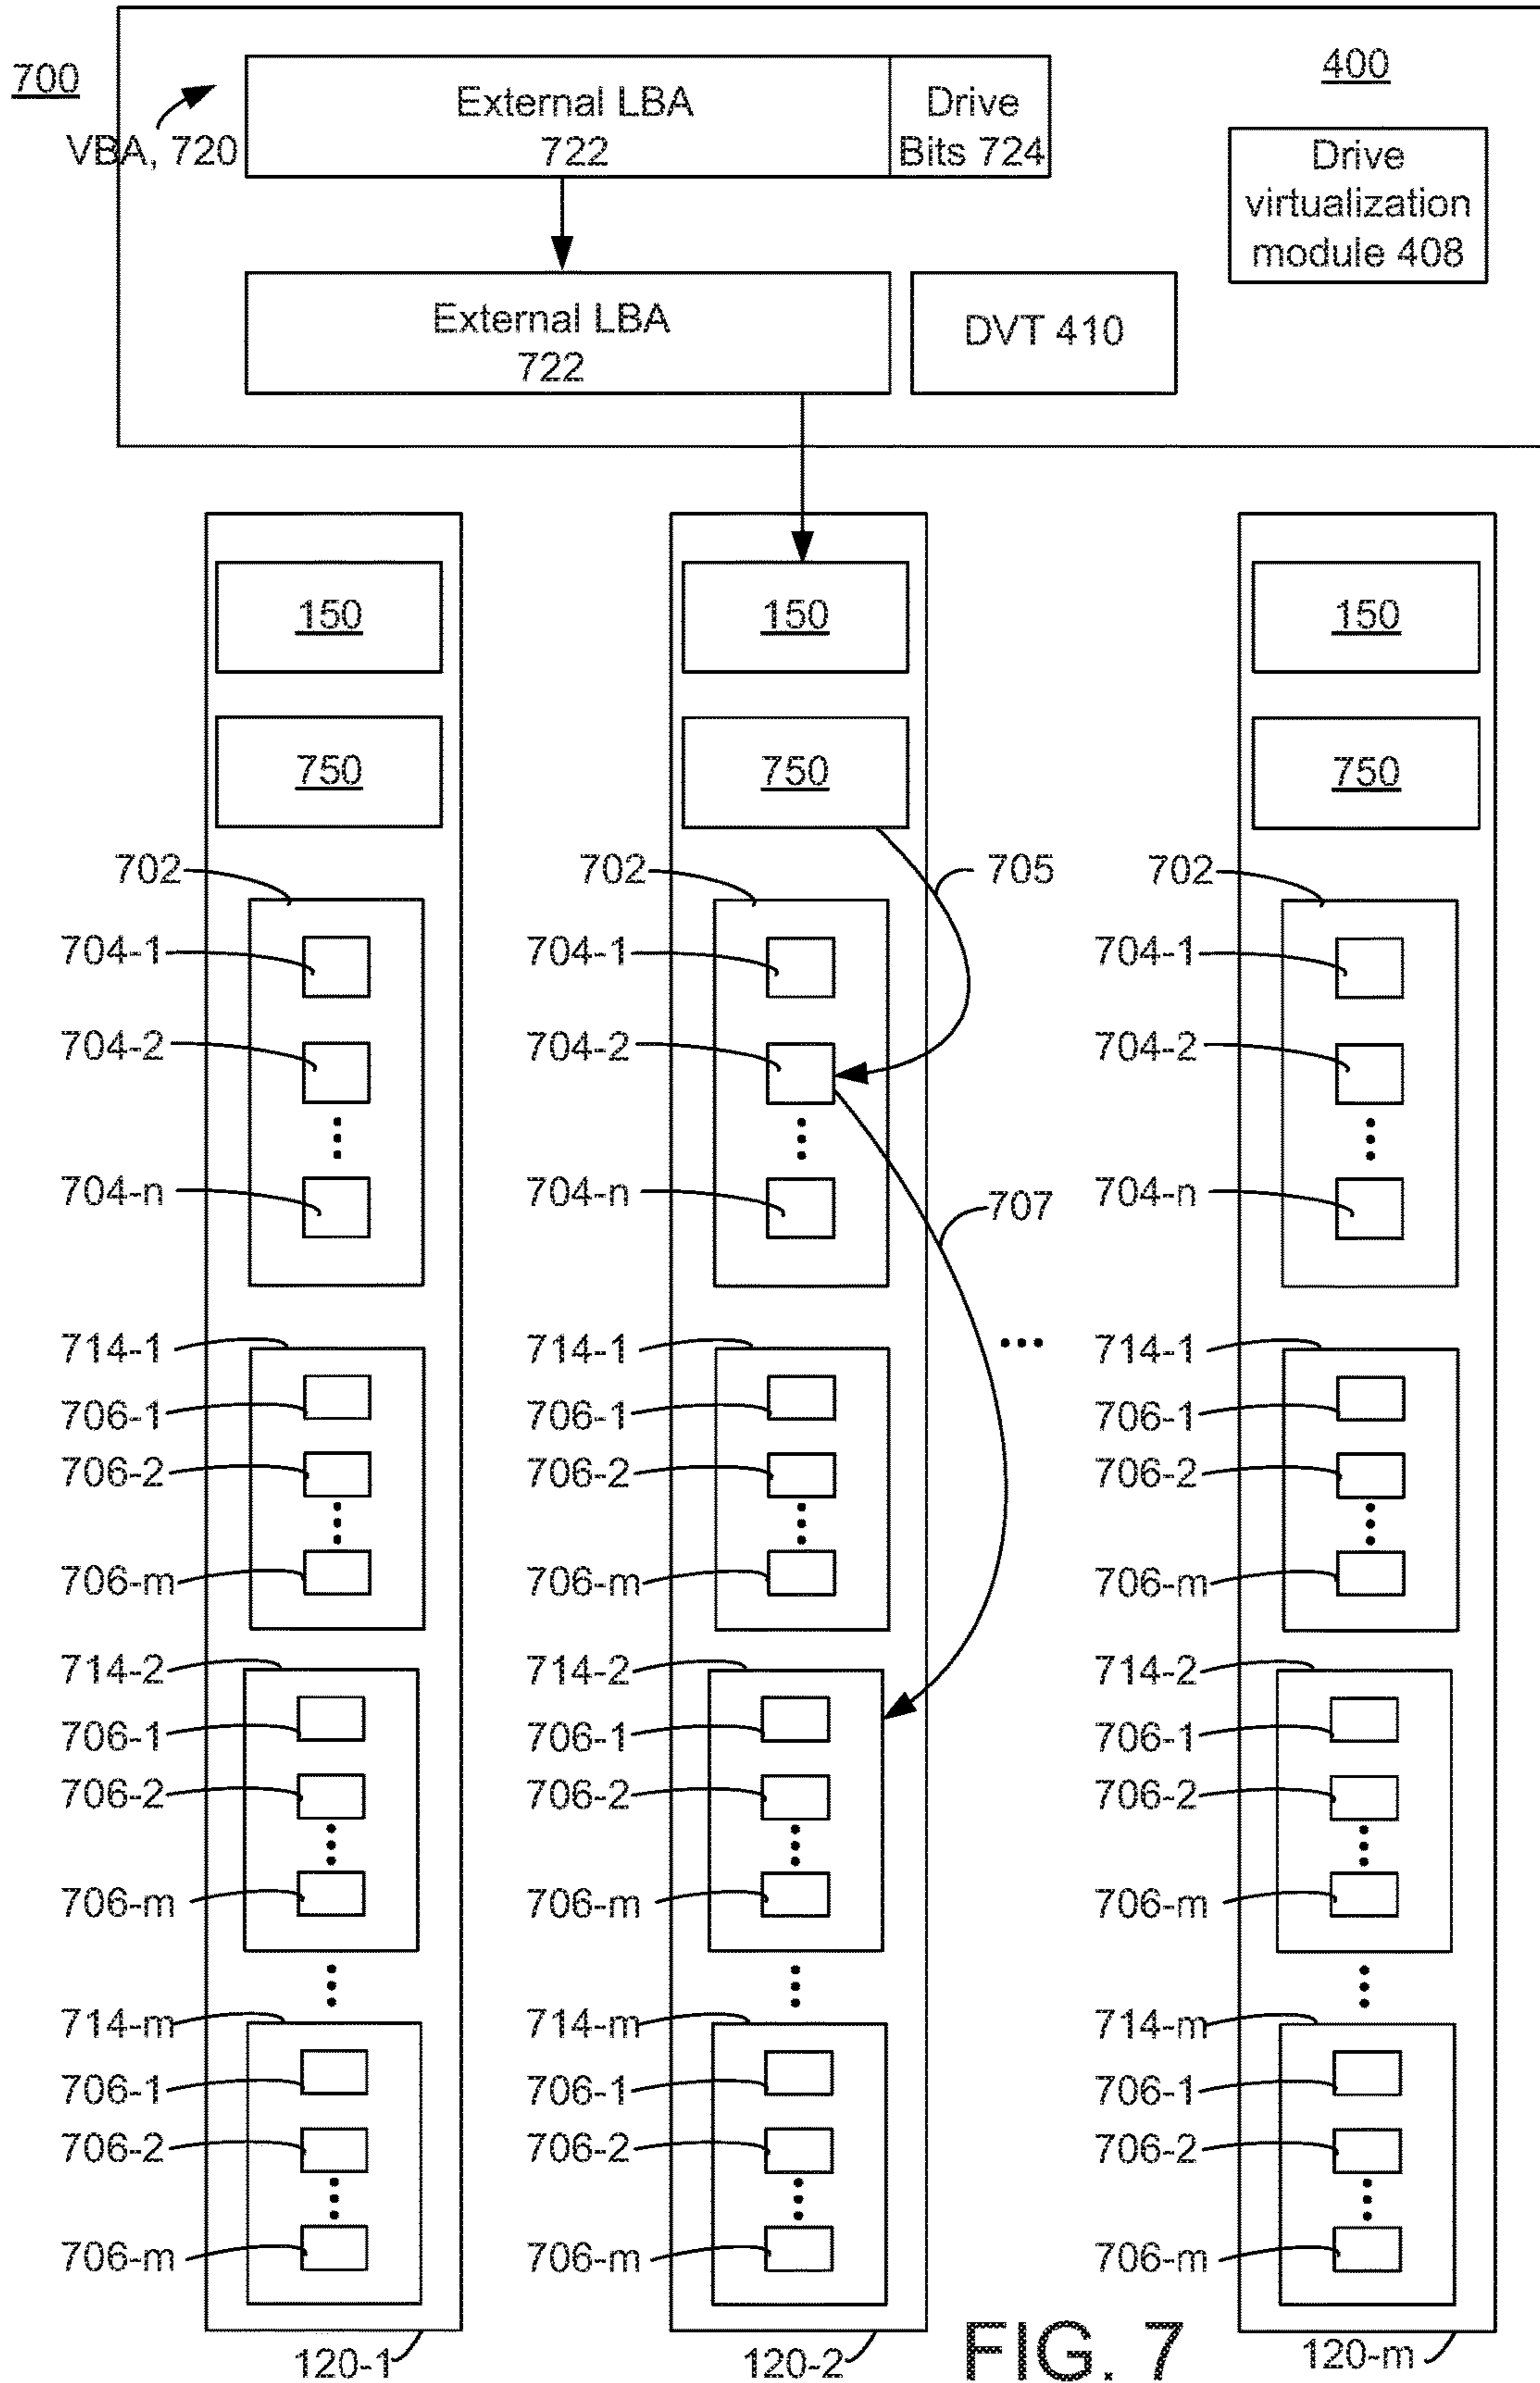 700
VBA, 720
External LBA
722
Drive
Bits 724
400
Drive
virtualization
module 408
External LBA
722
DVT 410
150
150
150
750
750
750
702
702
705
702
704-1
704-1
704-1
704-2
704-2
704-2
704-n
704-n
707
704-n
714-1
714-1
714-1
706-1
706-1
706-1
706-2
706-2
706-2
706-m
706-m
706-m
714-2
714-2
714-2
706-1
706-1
706-1
706-2
706-2
706-2
706-m
706-m
706-m
714-m
714-m
714-m
706-1
706-1
706-1
706-2
706-2
706-2
706-m
706-m
706-m
120-1
120-2
FIG. 7
120-m